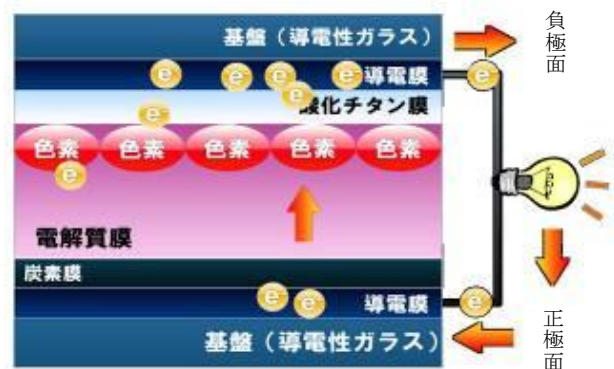 基盤（導電性ガラス）
負極面
e⁻ e⁻ e⁻ e⁻ 導電膜 e⁻
e⁻
酸化チタン膜
e⁻
色素 色素 色素 色素 色素
e⁻
電解質膜
炭素膜
e⁻ e⁻ 導電膜 e⁻
正極面
基盤（導電性ガラス）